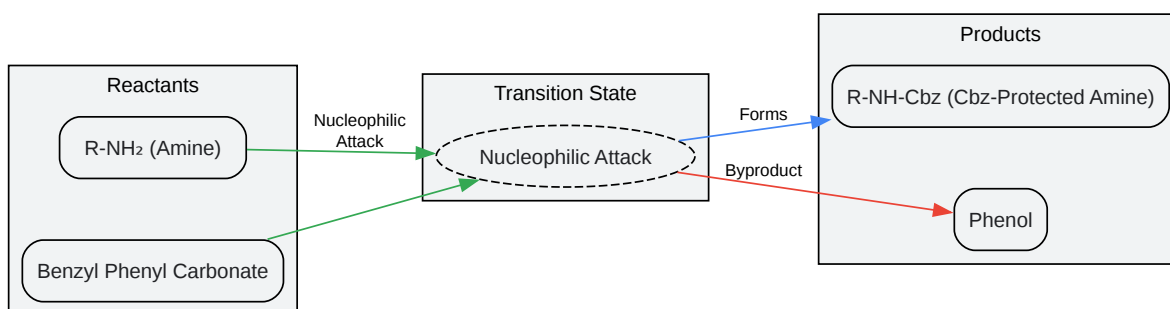 Reactants
R-NH₂ (Amine)
Benzyl Phenyl Carbonate
Nucleophilic
Attack
Transition State
Nucleophilic Attack
Forms
Byproduct
Products
R-NH-Cbz (Cbz-Protected Amine)
Phenol